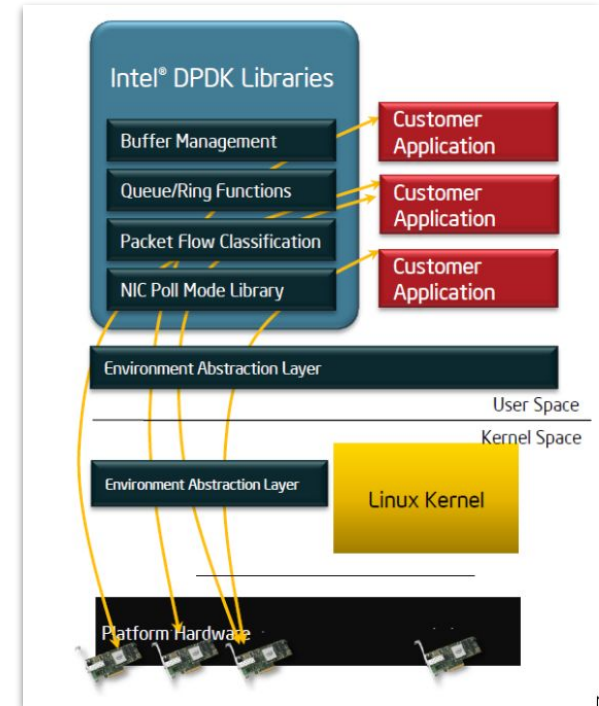 Intel® DPDK Libraries
Buffer Management
Queue/Ring Functions
Packet Flow Classification
NIC Poll Mode Library
Customer
Application
Customer
Application
Customer
Application
Environment Abstraction Layer
User Space
Kernel Space
Environment Abstraction Layer
Linux Kernel
Platform Hardware